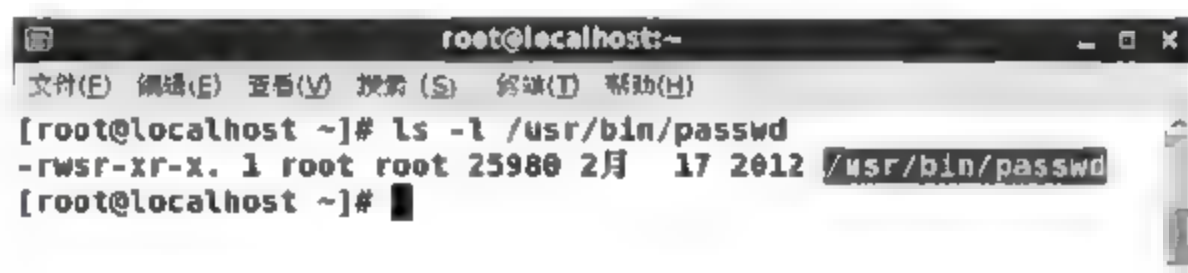 root@localhost:~
文件(F) 编辑(E) 查看(V) 搜索 (S) 终端(T) 帮助(H)
[root@localhost ~]# ls -l /usr/bin/passwd
-rwsr-xr-x. 1 root root 25980 2月 17 2012 /usr/bin/passwd
[root@localhost ~]#